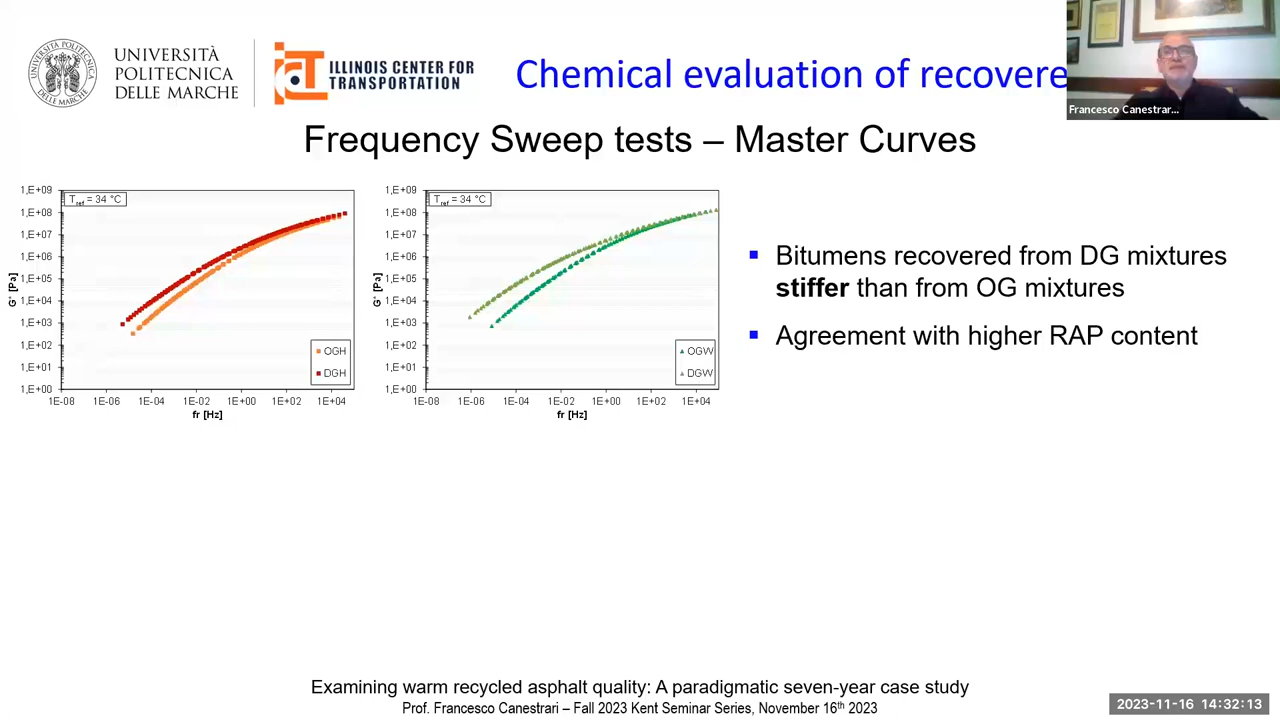 UNIVERSITÀ
POLITECNICA
DELLE MARCHE
UNIVERSITÀ POLITECNICA
DELLE MARCHE
ICT
ILLINOIS CENTER FOR
TRANSPORTATION
Chemical evaluation of recovere
Francesco Canestrar...
Frequency Sweep tests – Master Curves
1,E+09
1,E+08
1,E+07
1,E+06
1,E+05
1,E+04
1,E+03
1,E+02
1,E+01
1,E+00
G* [Pa]
Tref = 34 °C
OGH
DGH
1E-08 1E-06 1E-04 1E-02 1E+00 1E+02 1E+04
fr [Hz]
1,E+09
1,E+08
1,E+07
1,E+06
1,E+05
1,E+04
1,E+03
1,E+02
1,E+01
1,E+00
G* [Pa]
Tref = 34 °C
OGW
DGW
1E-08 1E-06 1E-04 1E-02 1E+00 1E+02 1E+04
fr [Hz]
▪ Bitumens recovered from DG mixtures
stiffer than from OG mixtures
▪ Agreement with higher RAP content
Examining warm recycled asphalt quality: A paradigmatic seven-year case study
Prof. Francesco Canestrari – Fall 2023 Kent Seminar Series, November 16th 2023
2023-11-16 14:32:13